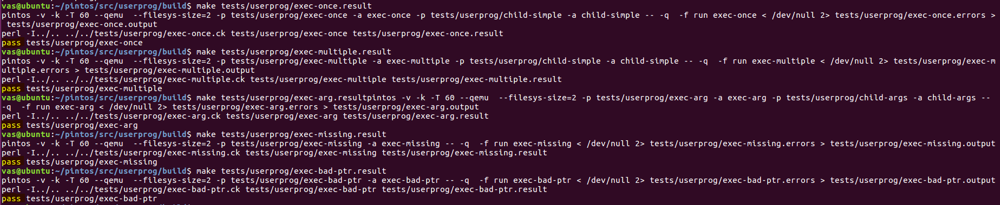 vas@ubuntu:~/pintos/src/userprog/build$ make tests/userprog/exec-once.result
pintos -v -k -T 60 --qemu  --filesys-size=2 -p tests/userprog/exec-once -a exec-once -p tests/userprog/child-simple -a child-simple -- -q  -f run exec-once < /dev/null 2> tests/userprog/exec-once.errors >
 tests/userprog/exec-once.output
perl -I../.. ../../tests/userprog/exec-once.ck tests/userprog/exec-once tests/userprog/exec-once.result
pass tests/userprog/exec-once
vas@ubuntu:~/pintos/src/userprog/build$ make tests/userprog/exec-multiple.result
pintos -v -k -T 60 --qemu  --filesys-size=2 -p tests/userprog/exec-multiple -a exec-multiple -p tests/userprog/child-simple -a child-simple -- -q  -f run exec-multiple < /dev/null 2> tests/userprog/exec-m
ultiple.errors > tests/userprog/exec-multiple.output
perl -I../.. ../../tests/userprog/exec-multiple.ck tests/userprog/exec-multiple tests/userprog/exec-multiple.result
pass tests/userprog/exec-multiple
vas@ubuntu:~/pintos/src/userprog/build$ make tests/userprog/exec-arg.resultpintos -v -k -T 60 --qemu  --filesys-size=2 -p tests/userprog/exec-arg -a exec-arg -p tests/userprog/child-args -a child-args --
-q  -f run exec-arg < /dev/null 2> tests/userprog/exec-arg.errors > tests/userprog/exec-arg.output
perl -I../.. ../../tests/userprog/exec-arg.ck tests/userprog/exec-arg tests/userprog/exec-arg.result
pass tests/userprog/exec-arg
vas@ubuntu:~/pintos/src/userprog/build$ make tests/userprog/exec-missing.result
pintos -v -k -T 60 --qemu  --filesys-size=2 -p tests/userprog/exec-missing -a exec-missing -- -q  -f run exec-missing < /dev/null 2> tests/userprog/exec-missing.errors > tests/userprog/exec-missing.output
perl -I../.. ../../tests/userprog/exec-missing.ck tests/userprog/exec-missing tests/userprog/exec-missing.result
pass tests/userprog/exec-missing
vas@ubuntu:~/pintos/src/userprog/build$ make tests/userprog/exec-bad-ptr.result
pintos -v -k -T 60 --qemu  --filesys-size=2 -p tests/userprog/exec-bad-ptr -a exec-bad-ptr -- -q  -f run exec-bad-ptr < /dev/null 2> tests/userprog/exec-bad-ptr.errors > tests/userprog/exec-bad-ptr.output
perl -I../.. ../../tests/userprog/exec-bad-ptr.ck tests/userprog/exec-bad-ptr tests/userprog/exec-bad-ptr.result
pass tests/userprog/exec-bad-ptr